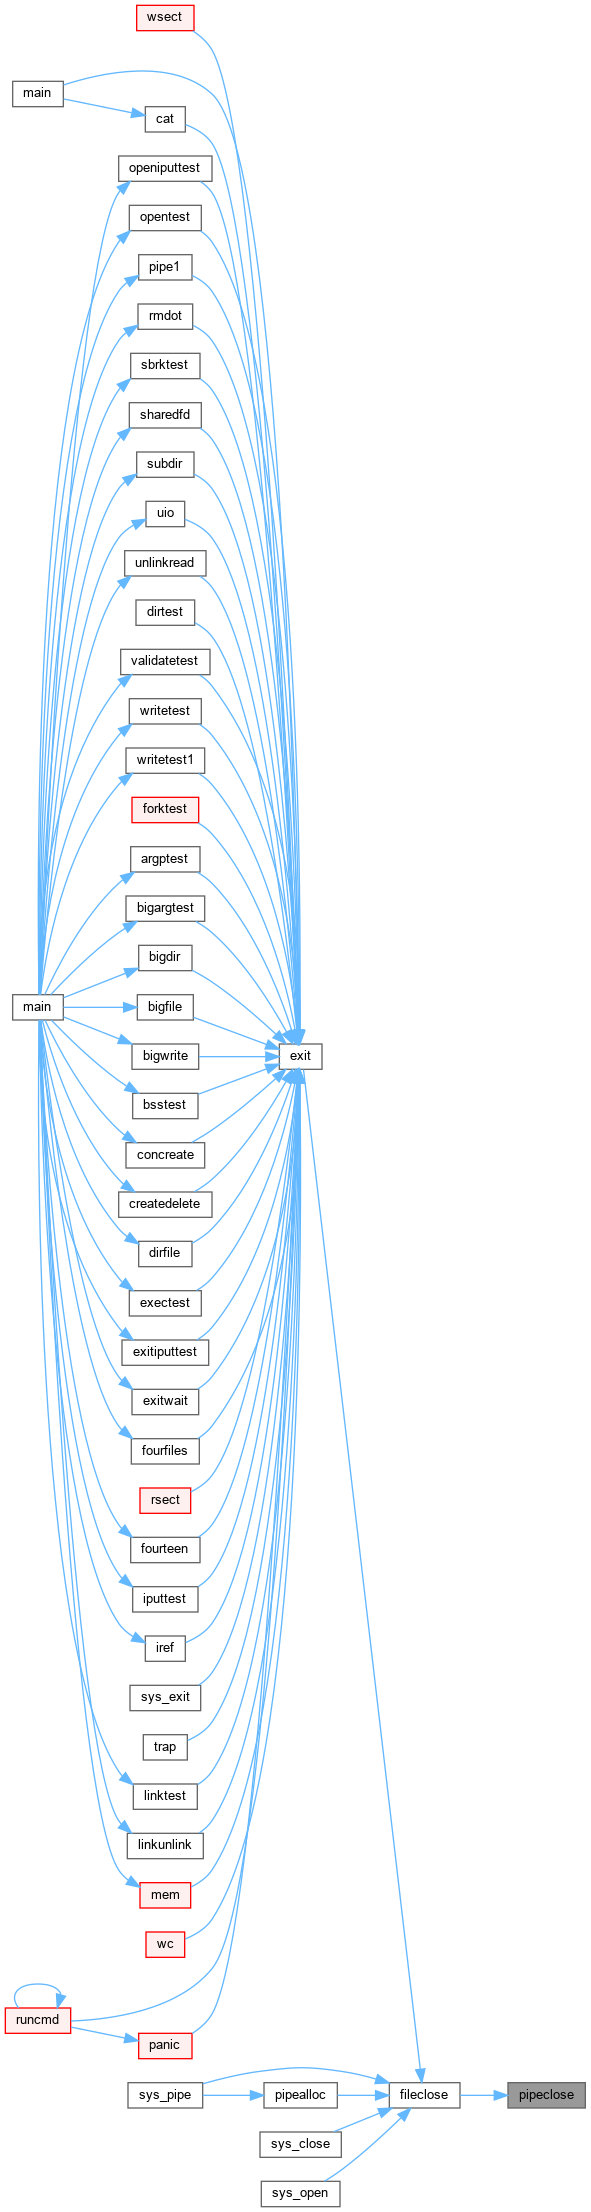 wsect
main
cat
openiputtest
opentest
pipe1
rmdot
sbrktest
sharedfd
subdir
uio
unlinkread
dirtest
validatetest
writetest
writetest1
forktest
argptest
bigargtest
bigdir
main
bigfile
exit
bigwrite
bsstest
concreate
createdelete
dirfile
exectest
exitiputtest
exitwait
fourfiles
rsect
fourteen
iputtest
iref
sys_exit
trap
linktest
linkunlink
mem
wc
runcmd
panic
sys_pipe
pipealloc
fileclose
pipeclose
sys_close
sys_open